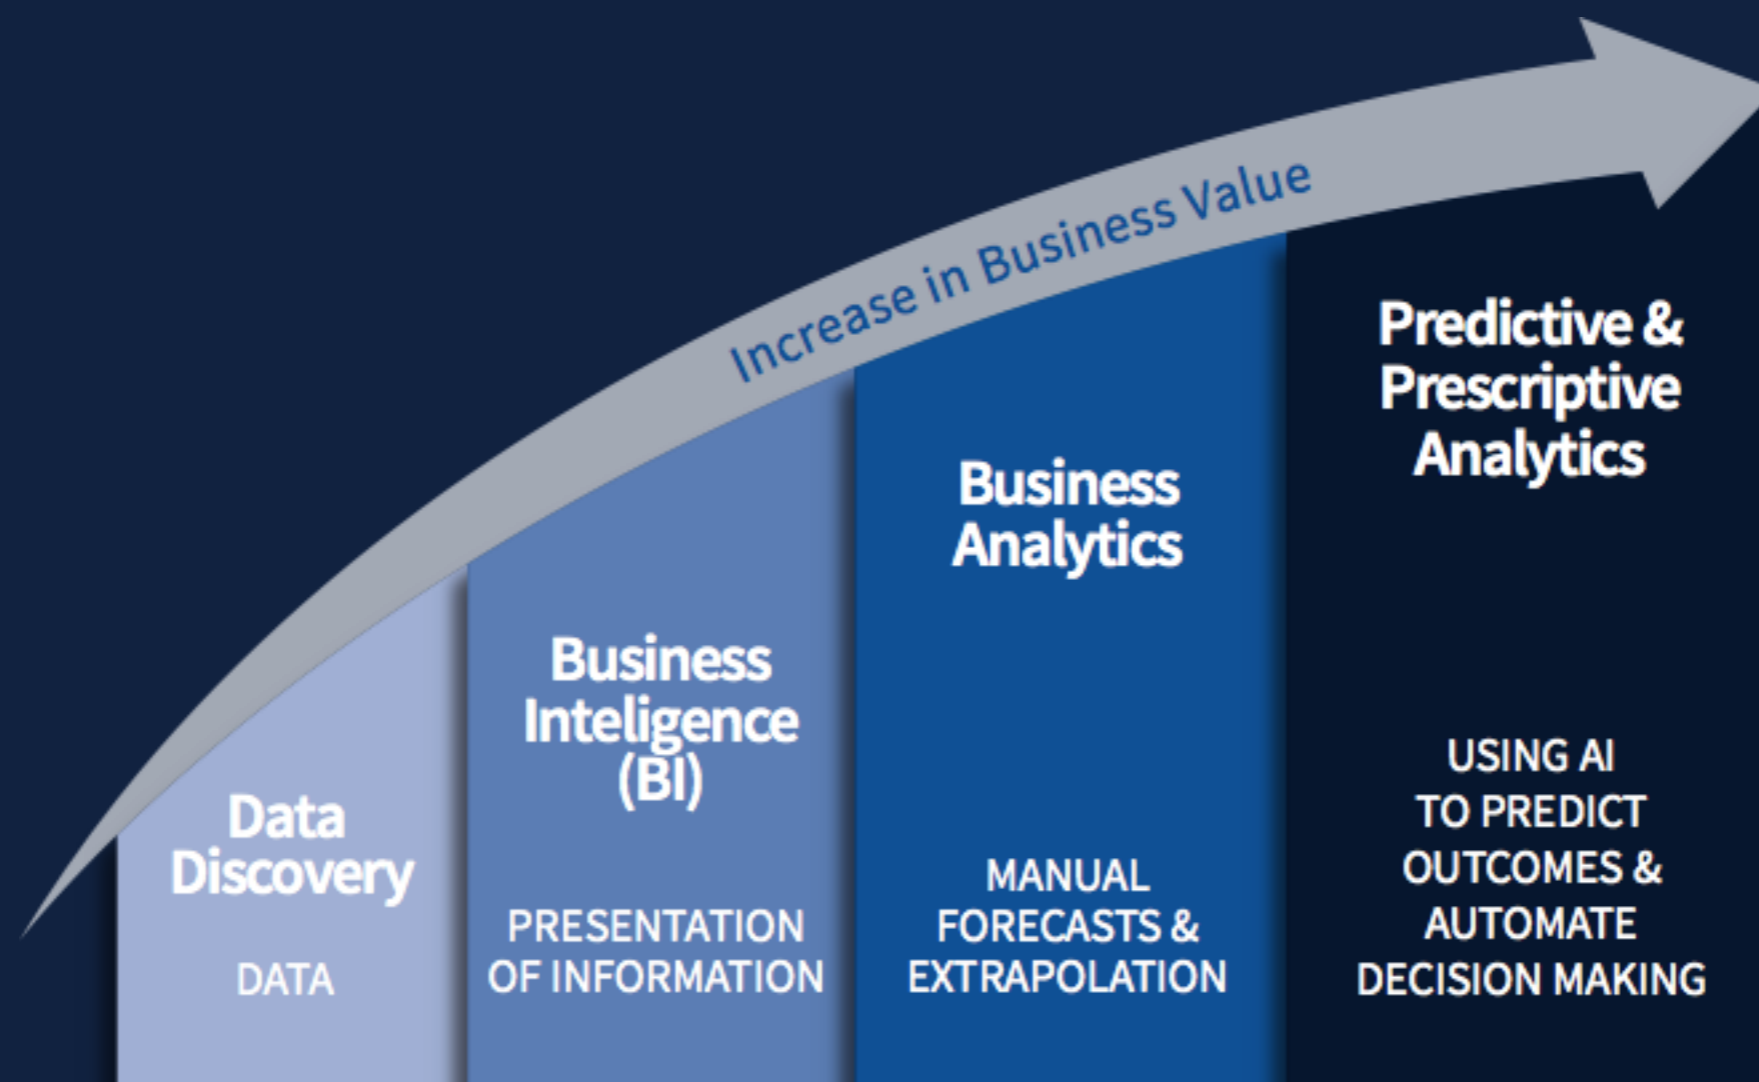 Increase in Business Value
Data
Discovery
DATA
Business
Inteligence
(BI)
PRESENTATION
OF INFORMATION
Business
Analytics
MANUAL
FORECASTS &
EXTRAPOLATION
Predictive &
Prescriptive
Analytics
USING AI
TO PREDICT
OUTCOMES &
AUTOMATE
DECISION MAKING